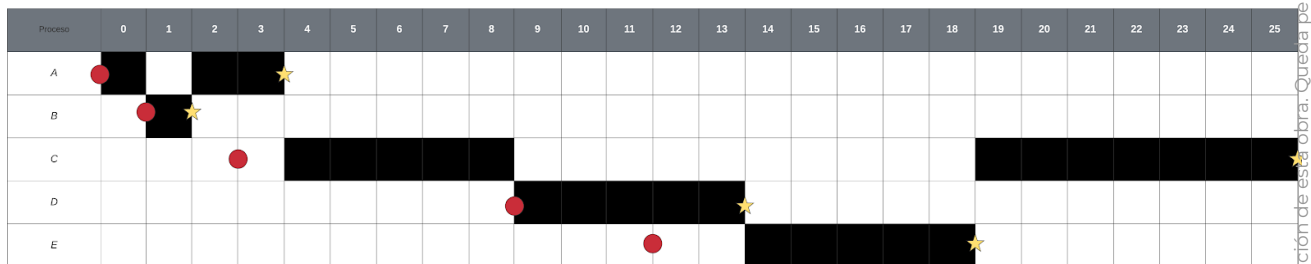 Proceso 0 1 2 3 4 5 6 7 8 9 10 11 12 13 14 15 16 17 18 19 20 21 22 23 24 25
A
B
C
D
E
ción de esta obra. Queda pe